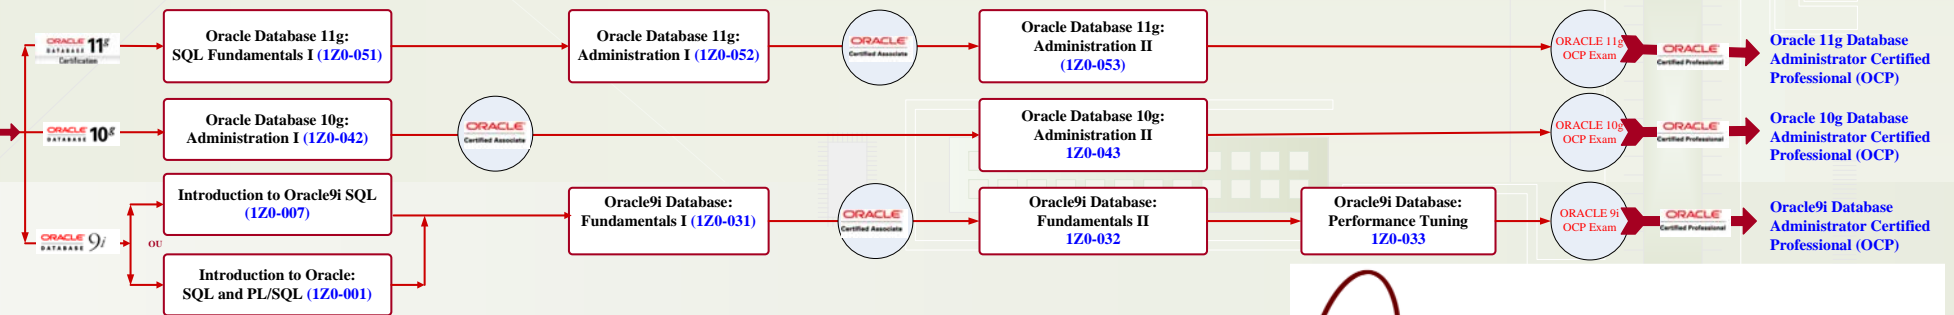 ORACLE 11g
DATABASE
Certification
Oracle Database 11g:
SQL Fundamentals I (1Z0-051)
Oracle Database 11g:
Administration I (1Z0-052)
ORACLE
Certified Associate
Oracle Database 11g:
Administration II
(1Z0-053)
ORACLE 11g
OCP Exam
ORACLE
Certified Professional
Oracle 11g Database
Administrator Certified
Professional (OCP)
ORACLE 10g
DATABASE
Oracle Database 10g:
Administration I (1Z0-042)
ORACLE
Certified Associate
Oracle Database 10g:
Administration II
1Z0-043
ORACLE 10g
OCP Exam
ORACLE
Certified Professional
Oracle 10g Database
Administrator Certified
Professional (OCP)
ORACLE 9i
DATABASE
Introduction to Oracle9i SQL
(1Z0-007)
OU
Introduction to Oracle:
SQL and PL/SQL (1Z0-001)
Oracle9i Database:
Fundamentals I (1Z0-031)
ORACLE
Certified Associate
Oracle9i Database:
Fundamentals II
1Z0-032
Oracle9i Database:
Performance Tuning
1Z0-033
ORACLE 9i
OCP Exam
ORACLE
Certified Professional
Oracle9i Database
Administrator Certified
Professional (OCP)